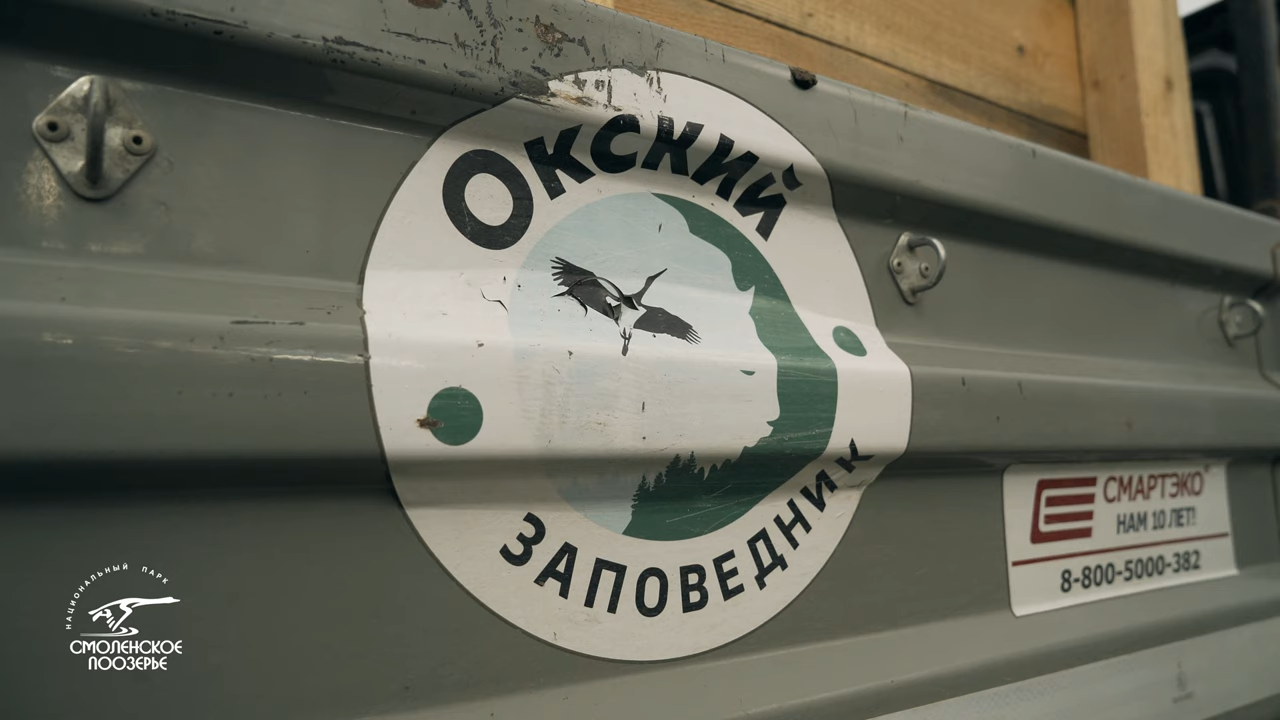 Окский
ЗАПОВЕДНИК
СМАРТЭКО
НАМ 10 ЛЕТ!
8-800-5000-382
НАЦИОНАЛЬНЫЙ ПАРК
СМОЛЕНСКОЕ
ПООЗЕРЬЕ